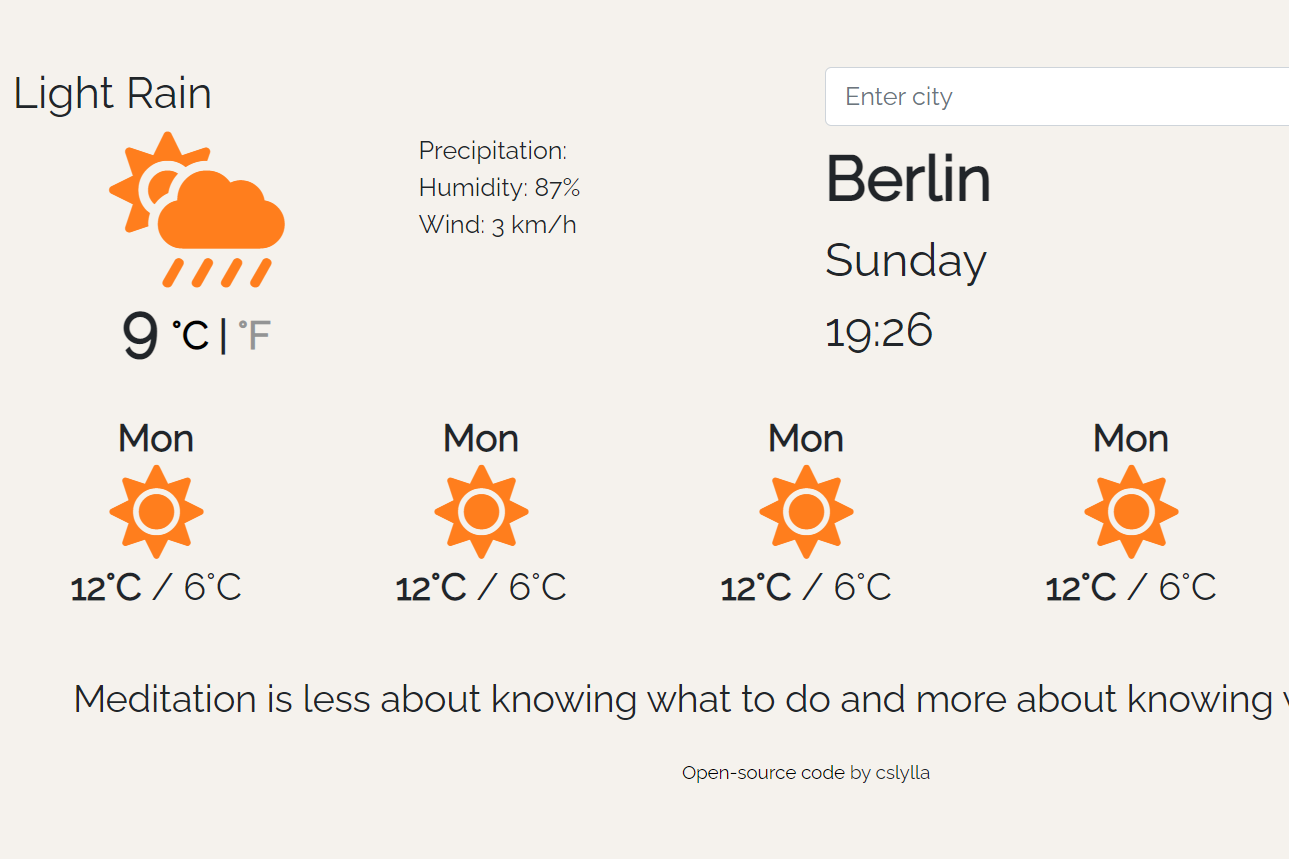 Light Rain
Enter city
Precipitation:
Humidity: 87%
Wind: 3 km/h
Berlin
Sunday
19:26
9 °C | °F
Mon Mon Mon Mon
12°C / 6°C 12°C / 6°C 12°C / 6°C 12°C / 6°C
Meditation is less about knowing what to do and more about knowing
Open-source code by cslylla